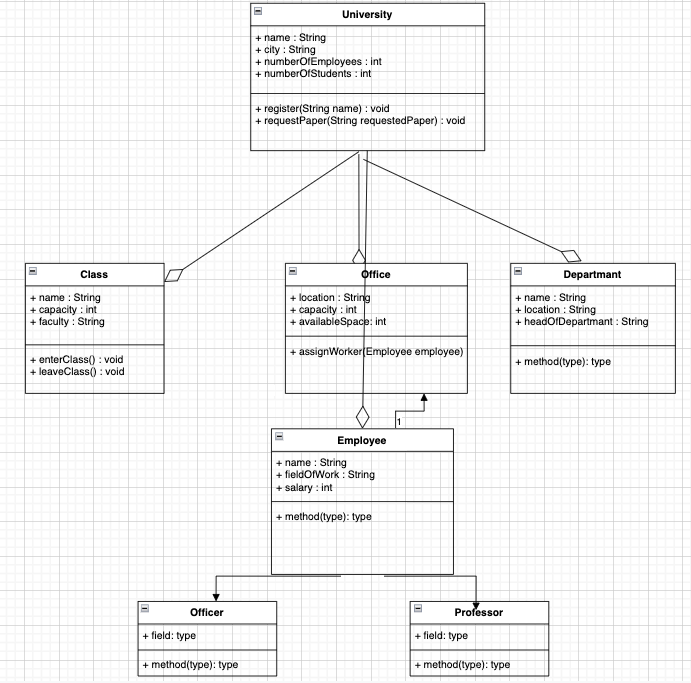 University
+ name : String
+ city : String
+ numberOfEmployees : int
+ numberOfStudents : int
+ register(String name) : void
+ requestPaper(String requestedPaper) : void
Class
+ name : String
+ capacity : int
+ faculty : String
+ enterClass() : void
+ leaveClass() : void
Office
+ location : String
+ capacity : int
+ availableSpace: int
+ assignWorker(Employee employee)
Departmant
+ name : String
+ location : String
+ headOfDepartment : String
+ method(type): type
1
Employee
+ name : String
+ fieldOfWork : String
+ salary : int
+ method(type): type
Officer
+ field: type
+ method(type): type
Professor
+ field: type
+ method(type): type